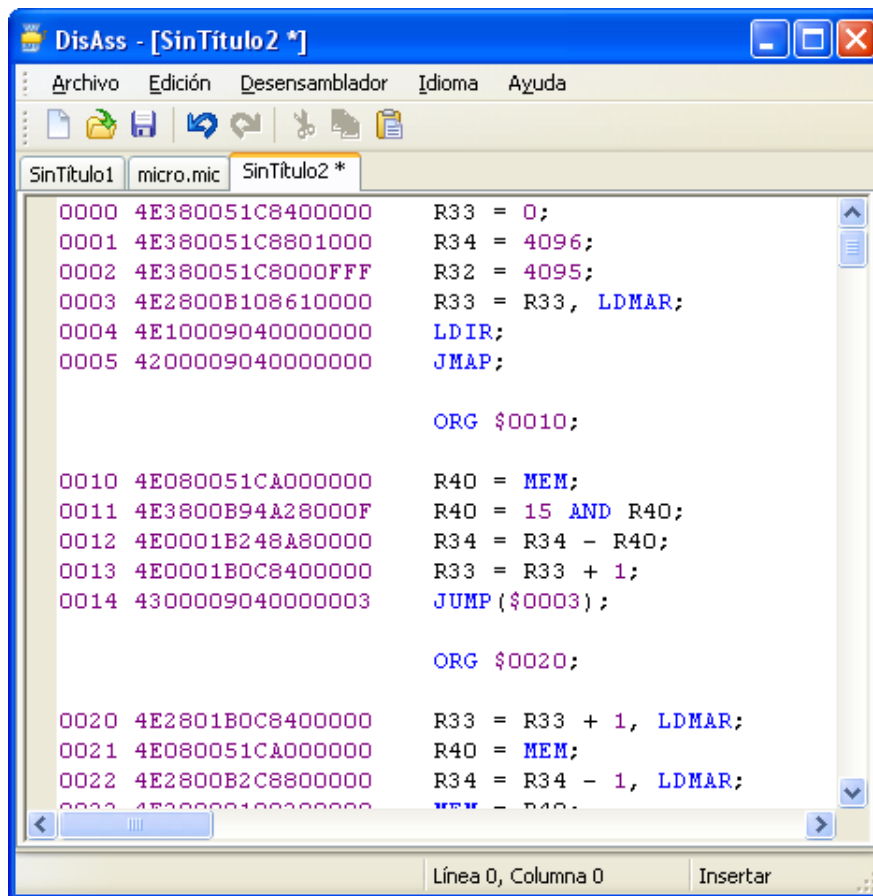 DisAss - [SinTítulo2 *]
Archivo Edición Desensamblador Idioma Ayuda
SinTítulo1 micro.mic SinTítulo2 *
0000 4E380051C8400000 R33 = 0;
0001 4E380051C8801000 R34 = 4096;
0002 4E380051C8000FFF R32 = 4095;
0003 4E2800B108610000 R33 = R33, LDMAR;
0004 4E10009040000000 LDIR;
0005 4200009040000000 JMAP;
ORG $0010;
0010 4E080051CA000000 R40 = MEM;
0011 4E3800B94A28000F R40 = 15 AND R40;
0012 4E0001B248A80000 R34 = R34 - R40;
0013 4E0001B0C8400000 R33 = R33 + 1;
0014 4300009040000003 JUMP($0003);
ORG $0020;
0020 4E2801B0C8400000 R33 = R33 + 1, LDMAR;
0021 4E080051CA000000 R40 = MEM;
0022 4E2800B2C8800000 R34 = R34 - 1, LDMAR;
MEM = R40;
Línea 0, Columna 0 Insertar